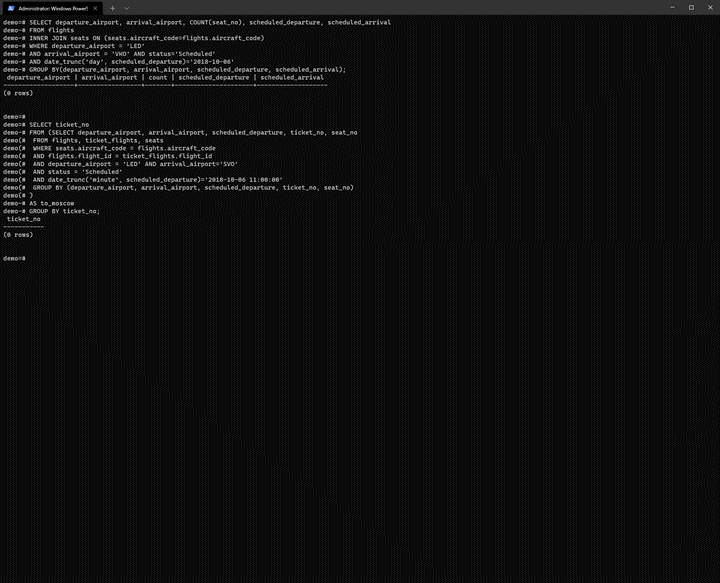 Administrator: Windows PowerS
demo=# SELECT departure_airport, arrival_airport, COUNT(seat_no), scheduled_departure, scheduled_arrival
demo-# FROM flights
demo-# INNER JOIN seats ON (seats.aircraft_code=flights.aircraft_code)
demo-# WHERE departure_airport = 'LED'
demo-# AND arrival_airport = 'VKO' AND status='Scheduled'
demo-# AND date_trunc('day', scheduled_departure)='2018-10-06'
demo-# GROUP BY(departure_airport, arrival_airport, scheduled_departure, scheduled_arrival);
departure_airport | arrival_airport | count | scheduled_departure | scheduled_arrival
-------------------+-----------------+-------+---------------------+-------------------
(0 rows)
demo=#
demo=# SELECT ticket_no
demo-# FROM (SELECT departure_airport, arrival_airport, scheduled_departure, ticket_no, seat_no
demo(# FROM flights, ticket_flights, seats
demo(# WHERE seats.aircraft_code = flights.aircraft_code
demo(# AND flights.flight_id = ticket_flights.flight_id
demo(# AND departure_airport = 'LED' AND arrival_airport='SVO'
demo(# AND status = 'Scheduled'
demo(# AND date_trunc('minute', scheduled_departure)='2018-10-06 11:00:00'
demo(# GROUP BY (departure_airport, arrival_airport, scheduled_departure, ticket_no, seat_no)
demo(# )
demo-# AS to_moscow
demo-# GROUP BY ticket_no;
ticket_no
-----------
(0 rows)
demo=#